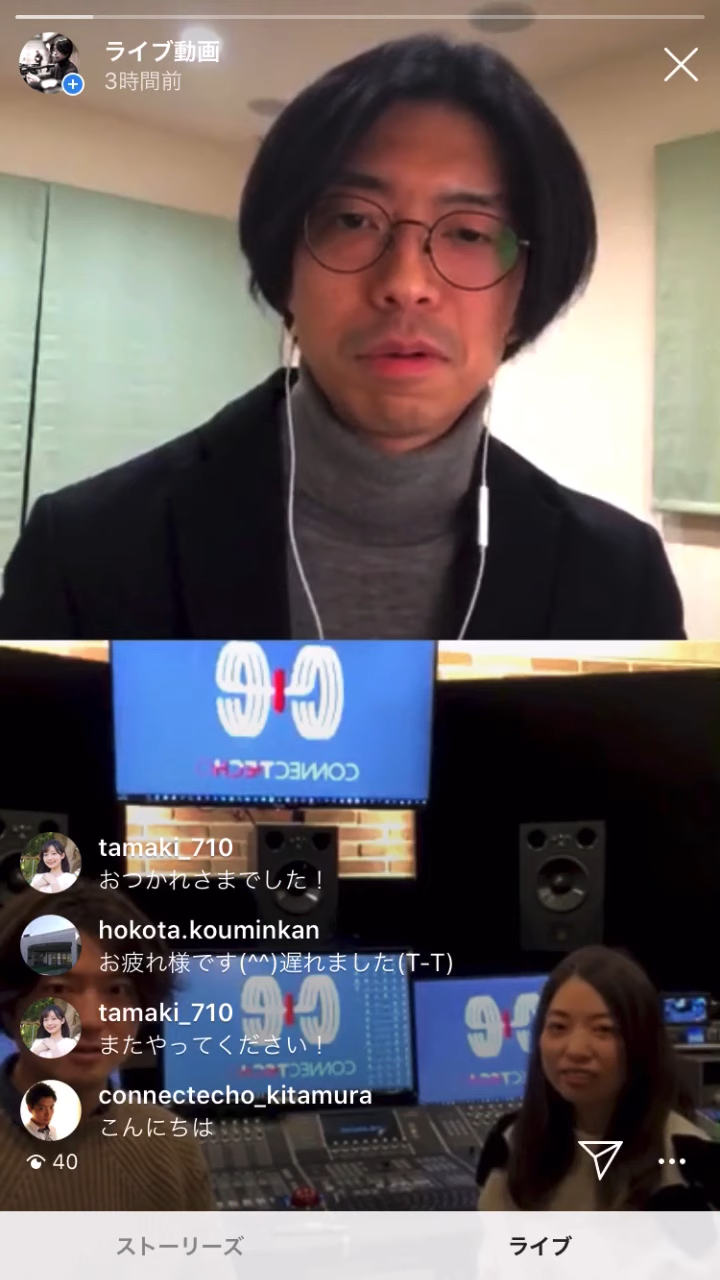 ライブ動画
3時間前
CONNECTECHO
tamaki_710
おつかれさまでした！
hokota.kouminkan
お疲れ様です(^^)遅れました(T-T)
tamaki_710
またやってください！
connectecho_kitamura
こんにちは
40
ストーリーズ
ライブ